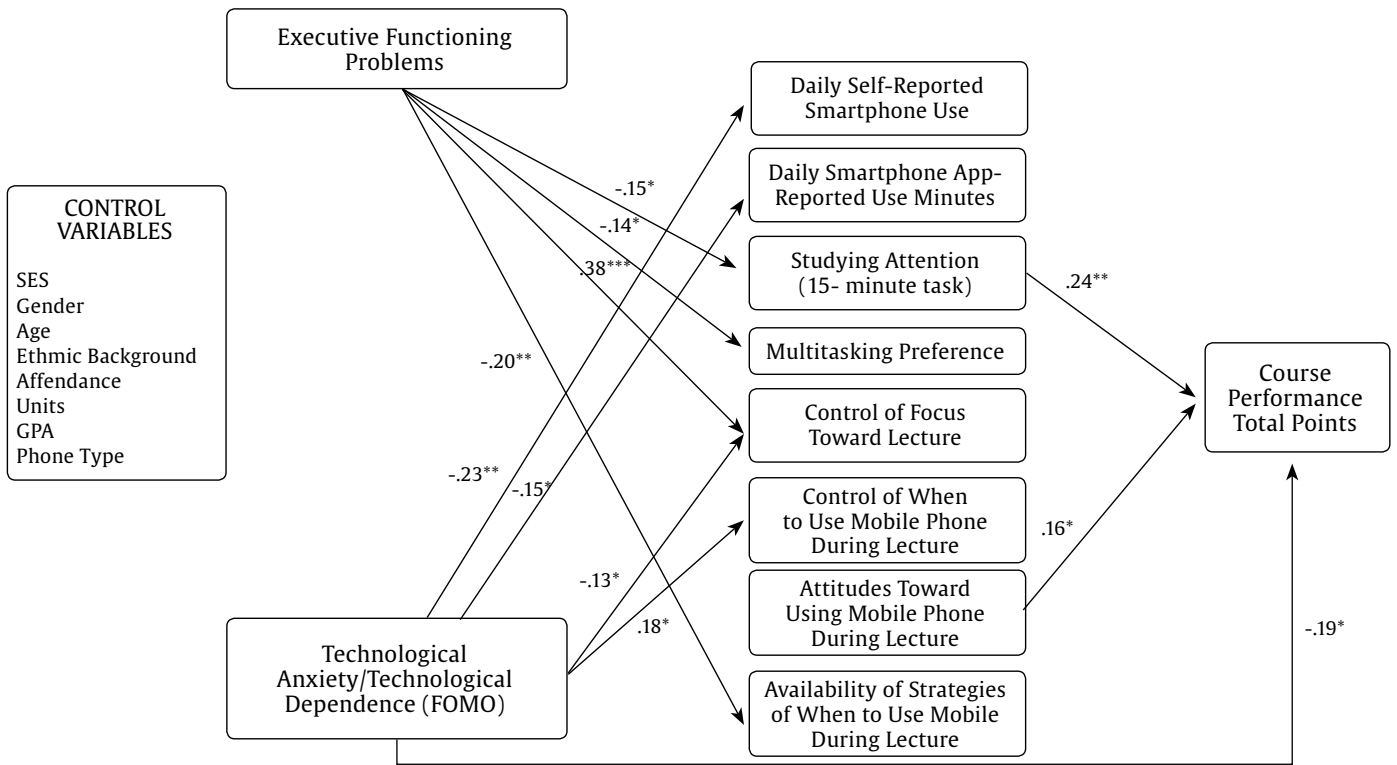 Executive Functioning
Problems
CONTROL
VARIABLES
SES
Gender
Age
Ethmic Background
Affendance
Units
GPA
Phone Type
Technological
Anxiety/Technological
Dependence (FOMO)
-.15*
-.14*
.38***
-.20**
-.23**
-.15*
-.13*
.18*
Daily Self-Reported
Smartphone Use
Daily Smartphone App-
Reported Use Minutes
Studying Attention
(15- minute task)
Multitasking Preference
Control of Focus
Toward Lecture
Control of When
to Use Mobile Phone
During Lecture
Attitudes Toward
Using Mobile Phone
During Lecture
Availability of Strategies
of When to Use Mobile
During Lecture
.24**
.16*
-.19*
Course
Performance
Total Points